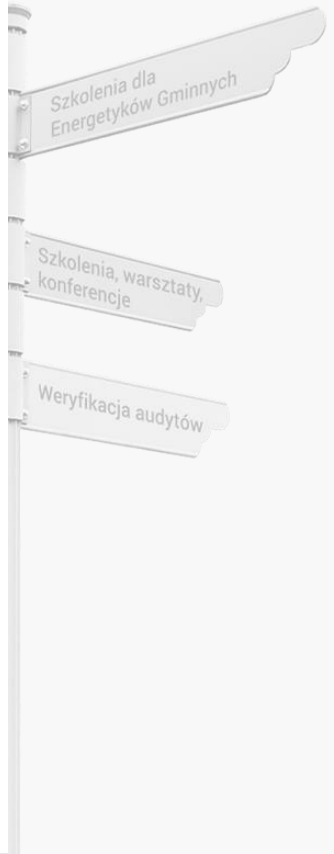 Szkolenia dla
Energetyków Gminnych
Szkolenia, warsztaty,
konferencje
Weryfikacja audytów